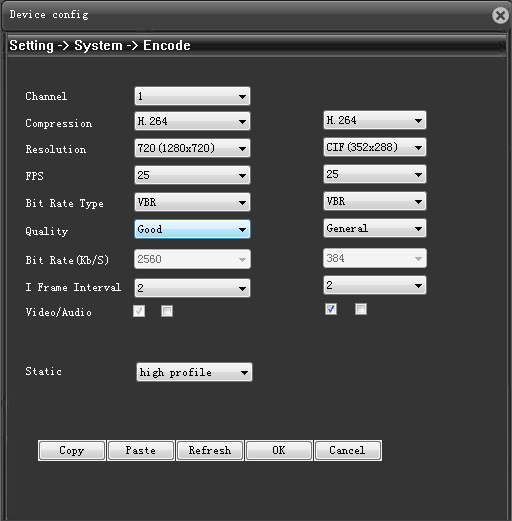 Device config
Setting -> System -> Encode
Channel 1
Compression H.264 H.264
Resolution 720(1280x720) CIF(352x288)
FPS 25 25
Bit Rate Type VBR VBR
Quality Good General
Bit Rate(Kb/S) 2560 384
I Frame Interval 2 2
Video/Audio
Static high profile
Copy Paste Refresh OK Cancel